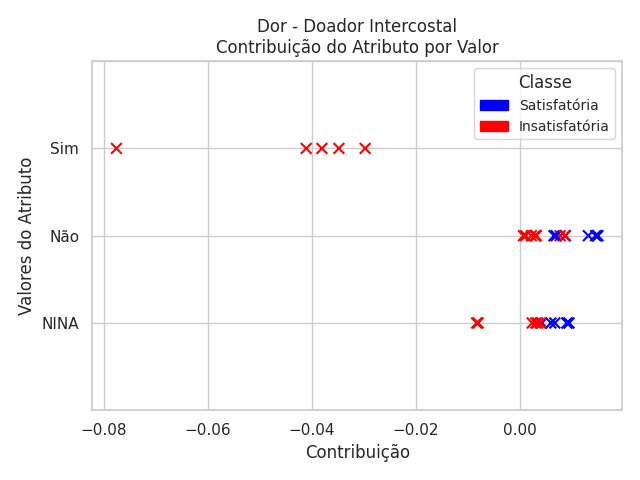 Dor - Doador Intercostal
Contribuição do Atributo por Valor
Classe
Satisfatória
Insatisfatória
Valores do Atributo
Sim
Não
NINA
−0.08 −0.06 −0.04 −0.02 0.00
Contribuição